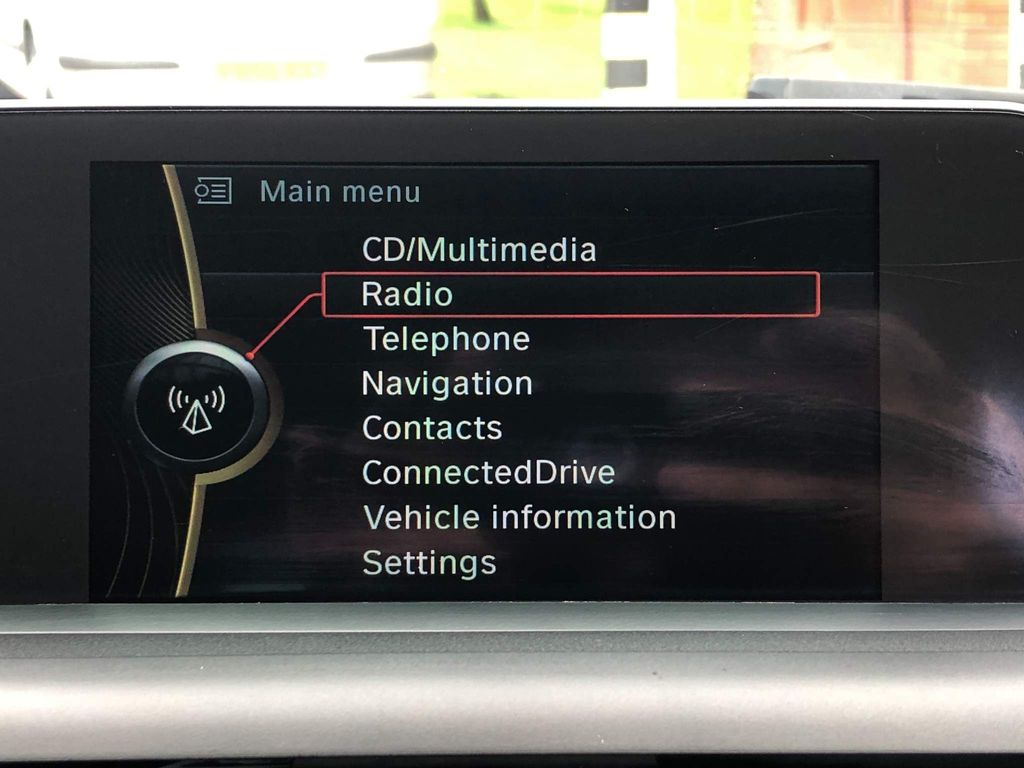 Main menu
CD/Multimedia
Radio
Telephone
Navigation
Contacts
ConnectedDrive
Vehicle information
Settings